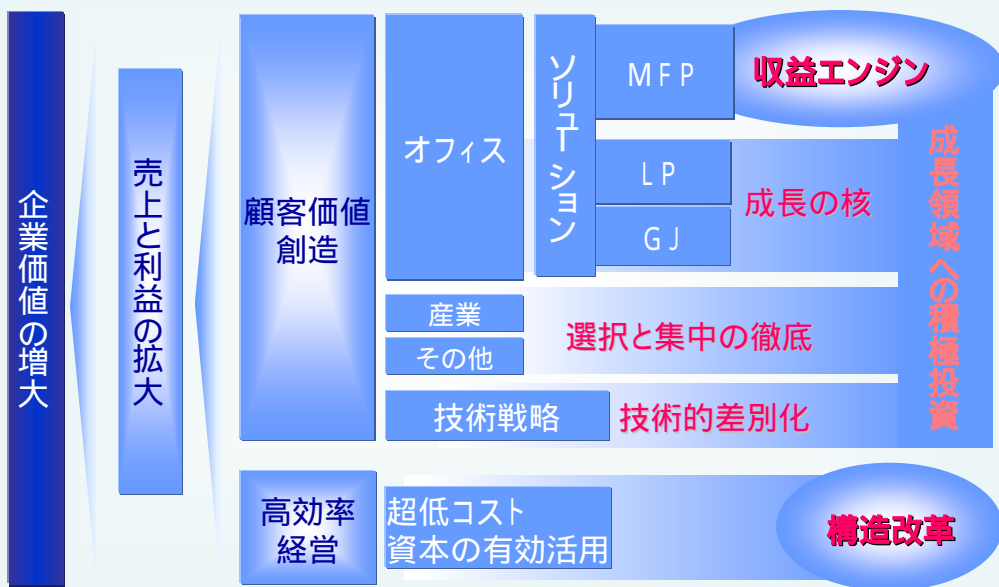 企業価値の増大
売上と利益の拡大
顧客価値
創造
オフィス
ソリューション
MFP
収益エンジン
LP
GJ
成長の核
成長領域への積極投資
産業
その他
選択と集中の徹底
技術戦略
技術的差別化
高効率
経営
超低コスト
資本の有効活用
構造改革